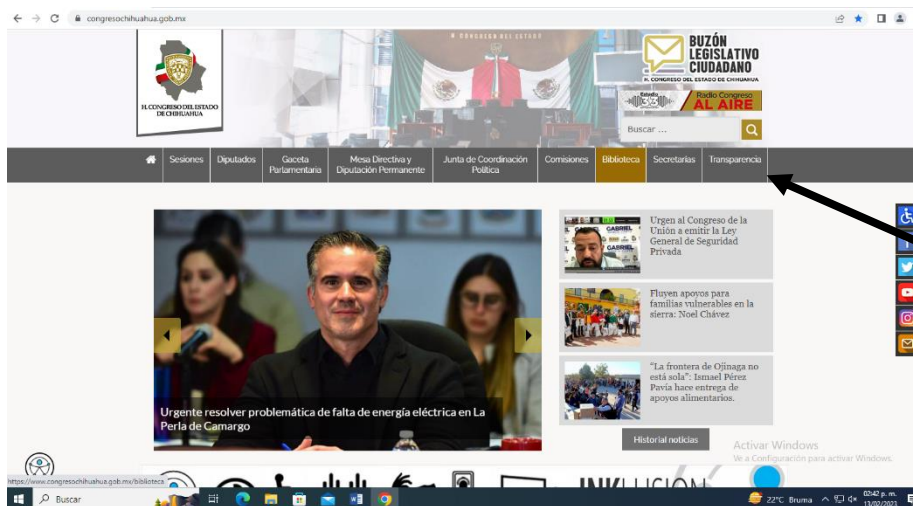 congresochihuahua.gob.mx
H. CONGRESO DEL ESTADO
DE CHIHUAHUA
BUZÓN
LEGISLATIVO
CIUDADANO
H. CONGRESO DEL ESTADO DE CHIHUAHUA
Radio Congreso
AL AIRE
Buscar ...
Sesiones
Diputados
Gaceta
Parlamentaria
Mesa Directiva y
Diputación Permanente
Junta de Coordinación
Política
Comisiones
Biblioteca
Secretarías
Transparencia
Urgente resolver problemática de falta de energía eléctrica en La
Perla de Camargo
Urgen al Congreso de la
Unión a emitir la Ley
General de Seguridad
Privada
Fluyen apoyos para
familias vulnerables en la
sierra: Noel Chávez
“La frontera de Ojinaga no
está sola”: Ismael Pérez
Pavía hace entrega de
apoyos alimentarios.
Historial noticias
Activar Windows
Ve a Configuración para activar Windows.
https://www.congresochihuahua.gob.mx/biblioteca
Buscar
22°C Bruma
02:42 p. m.
13/02/2023